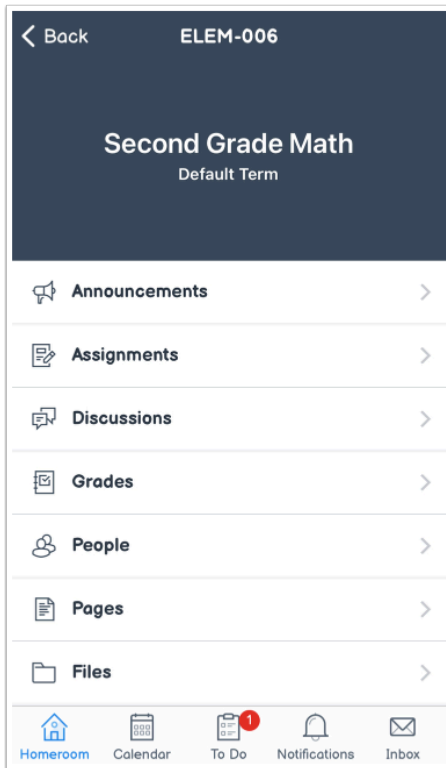 Back ELEM-006
Second Grade Math
Default Term
Announcements
Assignments
Discussions
Grades
People
Pages
Files
1
Homeroom Calendar To Do Notifications Inbox